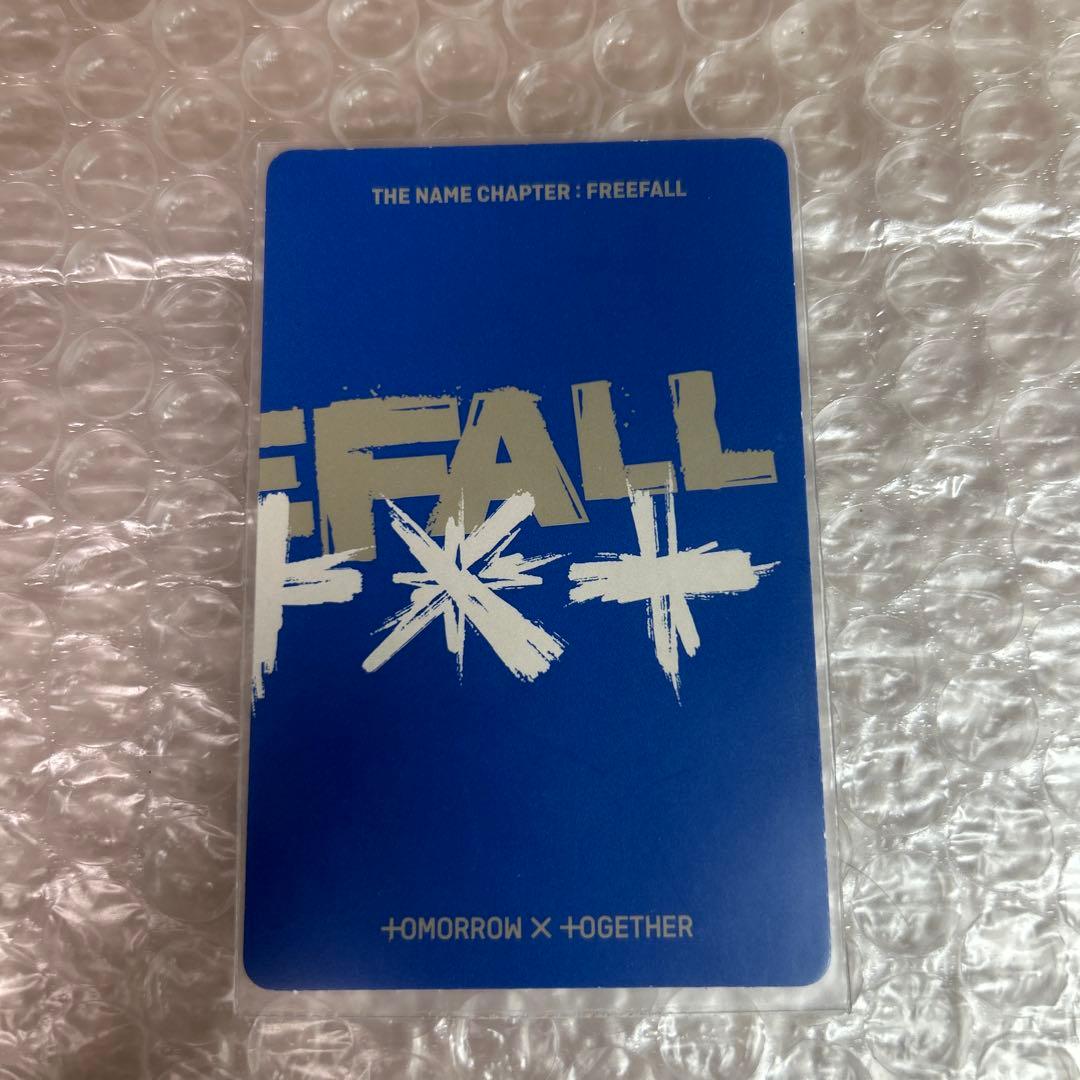 THE NAME CHAPTER : FREEFALL
EFALL
TOMORROW X TOGETHER